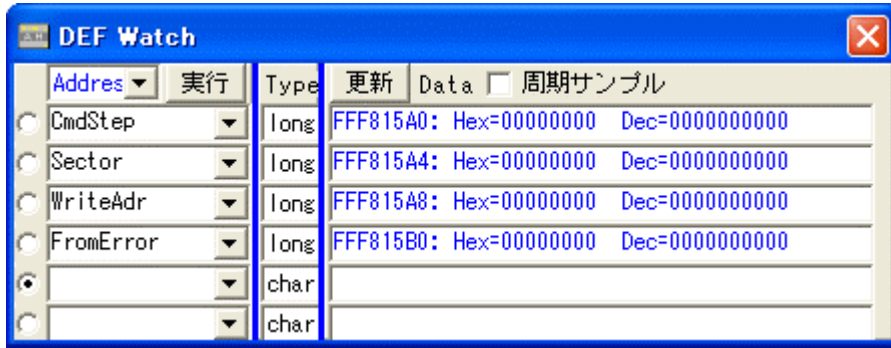 DEF Watch
Addres 実行 Type 更新 Data 周期サンプル
CmdStep long FFF815A0: Hex=00000000 Dec=0000000000
Sector long FFF815A4: Hex=00000000 Dec=0000000000
WriteAdr long FFF815A8: Hex=00000000 Dec=0000000000
FromError long FFF815B0: Hex=00000000 Dec=0000000000
char
char